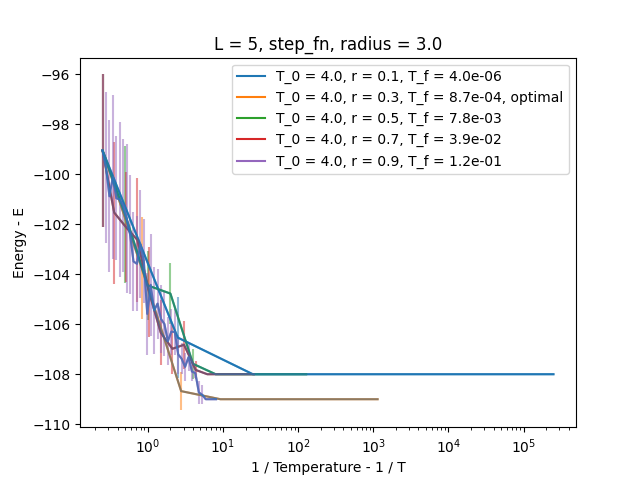 L = 5, step_fn, radius = 3.0
T_0 = 4.0, r = 0.1, T_f = 4.0e-06
T_0 = 4.0, r = 0.3, T_f = 8.7e-04, optimal
T_0 = 4.0, r = 0.5, T_f = 7.8e-03
T_0 = 4.0, r = 0.7, T_f = 3.9e-02
T_0 = 4.0, r = 0.9, T_f = 1.2e-01
Energy - E
−96
−98
−100
−102
−104
−106
−108
−110
10⁰ 10¹ 10² 10³ 10⁴ 10⁵
1 / Temperature - 1 / T